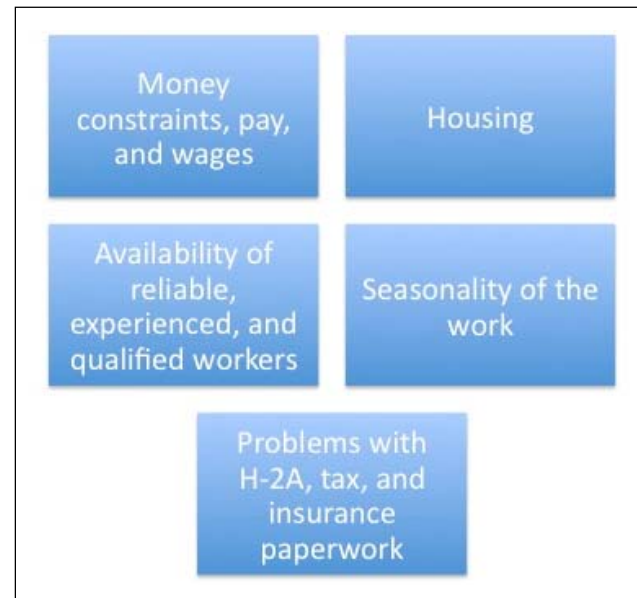 Money
constraints, pay,
and wages
Housing
Availability of
reliable,
experienced, and
qualified workers
Seasonality of the
work
Problems with
H-2A, tax, and
insurance
paperwork